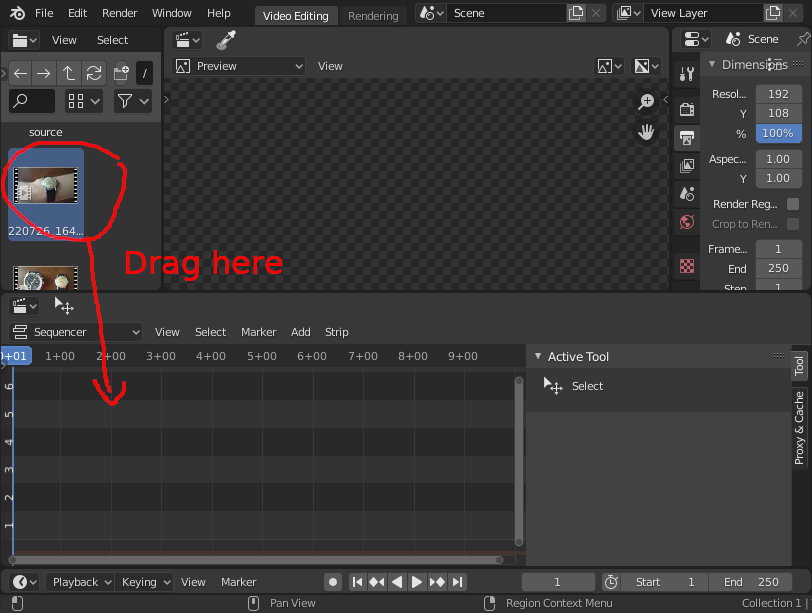 File Edit Render Window Help Video Editing Rendering Scene View Layer
View Select View Preview Scene
Dimensions
source
Resol... 192
Y 108
% 100%
Aspec... 1.00
Y 1.00
220726_164...
Render Reg...
Crop to Ren...
Drag here
Frame... 1
End 250
Step 1
Sequencer View Select Marker Add Strip
0+01 1+00 2+00 3+00 4+00 5+00 6+00 7+00 8+00 9+00
Active Tool
Select
Tool
Proxy & Cache
6
5
4
3
2
1
Playback Keying View Marker 1 Start 1 End 250
Pan View Region Context Menu Collection 1